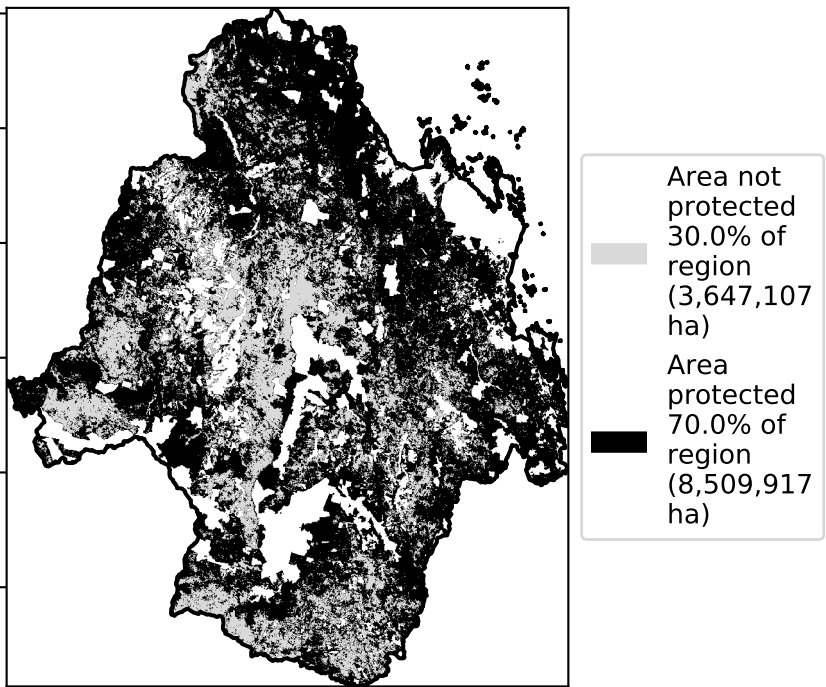 Area not
protected
30.0% of
region
(3,647,107
ha)
Area
protected
70.0% of
region
(8,509,917
ha)